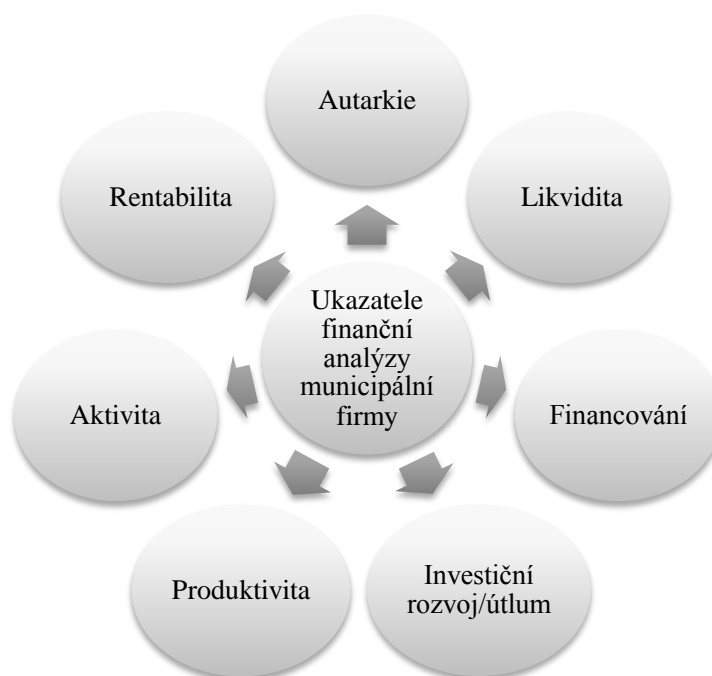 Autarkie
Rentabilita
Likvidita
Ukazatele
finanční
analýzy
municipální
firmy
Aktivita
Financování
Produktivita
Investiční
rozvoj/útlum